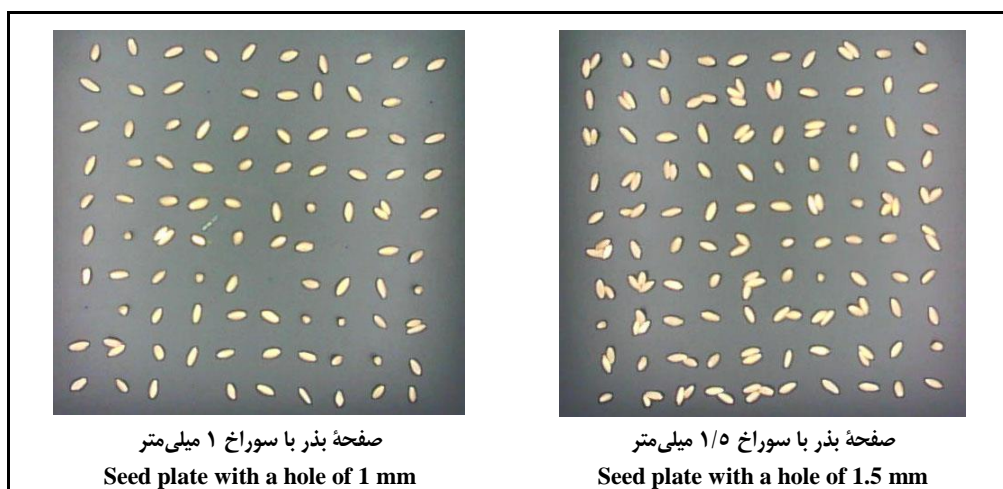 صفحهٔ بذر با سوراخ ۱ میلی‌متر
Seed plate with a hole of 1 mm
صفحهٔ بذر با سوراخ ۱/۵ میلی‌متر
Seed plate with a hole of 1.5 mm